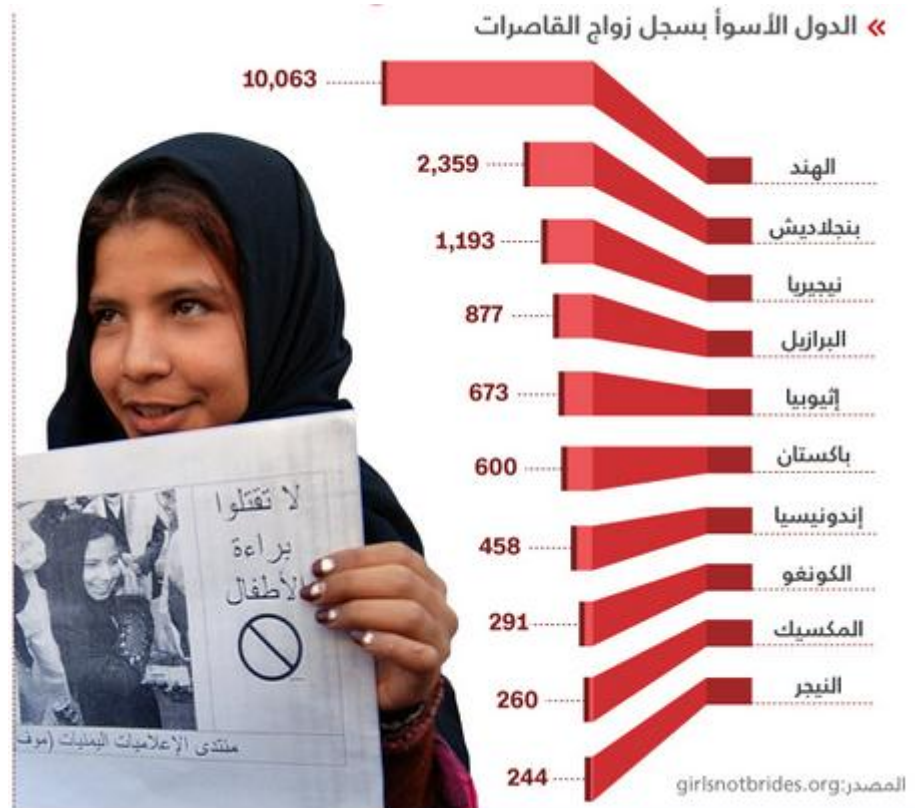 » الدول الأسوأ بسجل زواج القاصرات
الهند
10,063
بنجلاديش
2,359
نيجيريا
1,193
البرازيل
877
إثيوبيا
673
باكستان
600
إندونيسيا
458
الكونغو
291
المكسيك
260
النيجر
244
المصدر:girlsnotbrides.org
لا تقتلوا
براءة
الأطفال
منتدى الإعلاميات اليمنيات (موف